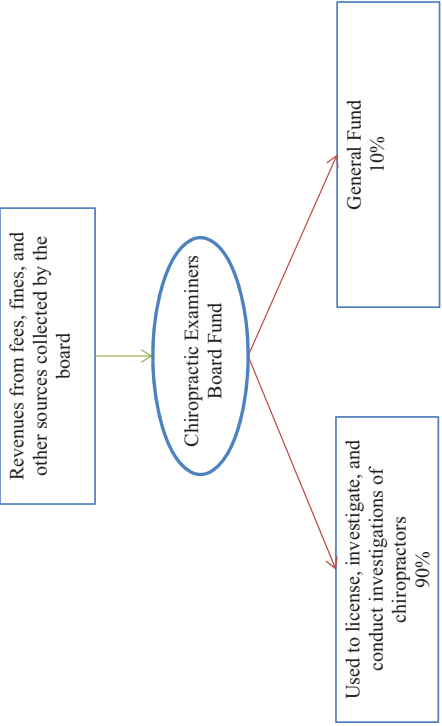 Revenues from fees, fines, and
other sources collected by the
board
Chiropractic Examiners
Board Fund
Used to license, investigate, and
conduct investigations of
chiropractors
90%
General Fund
10%